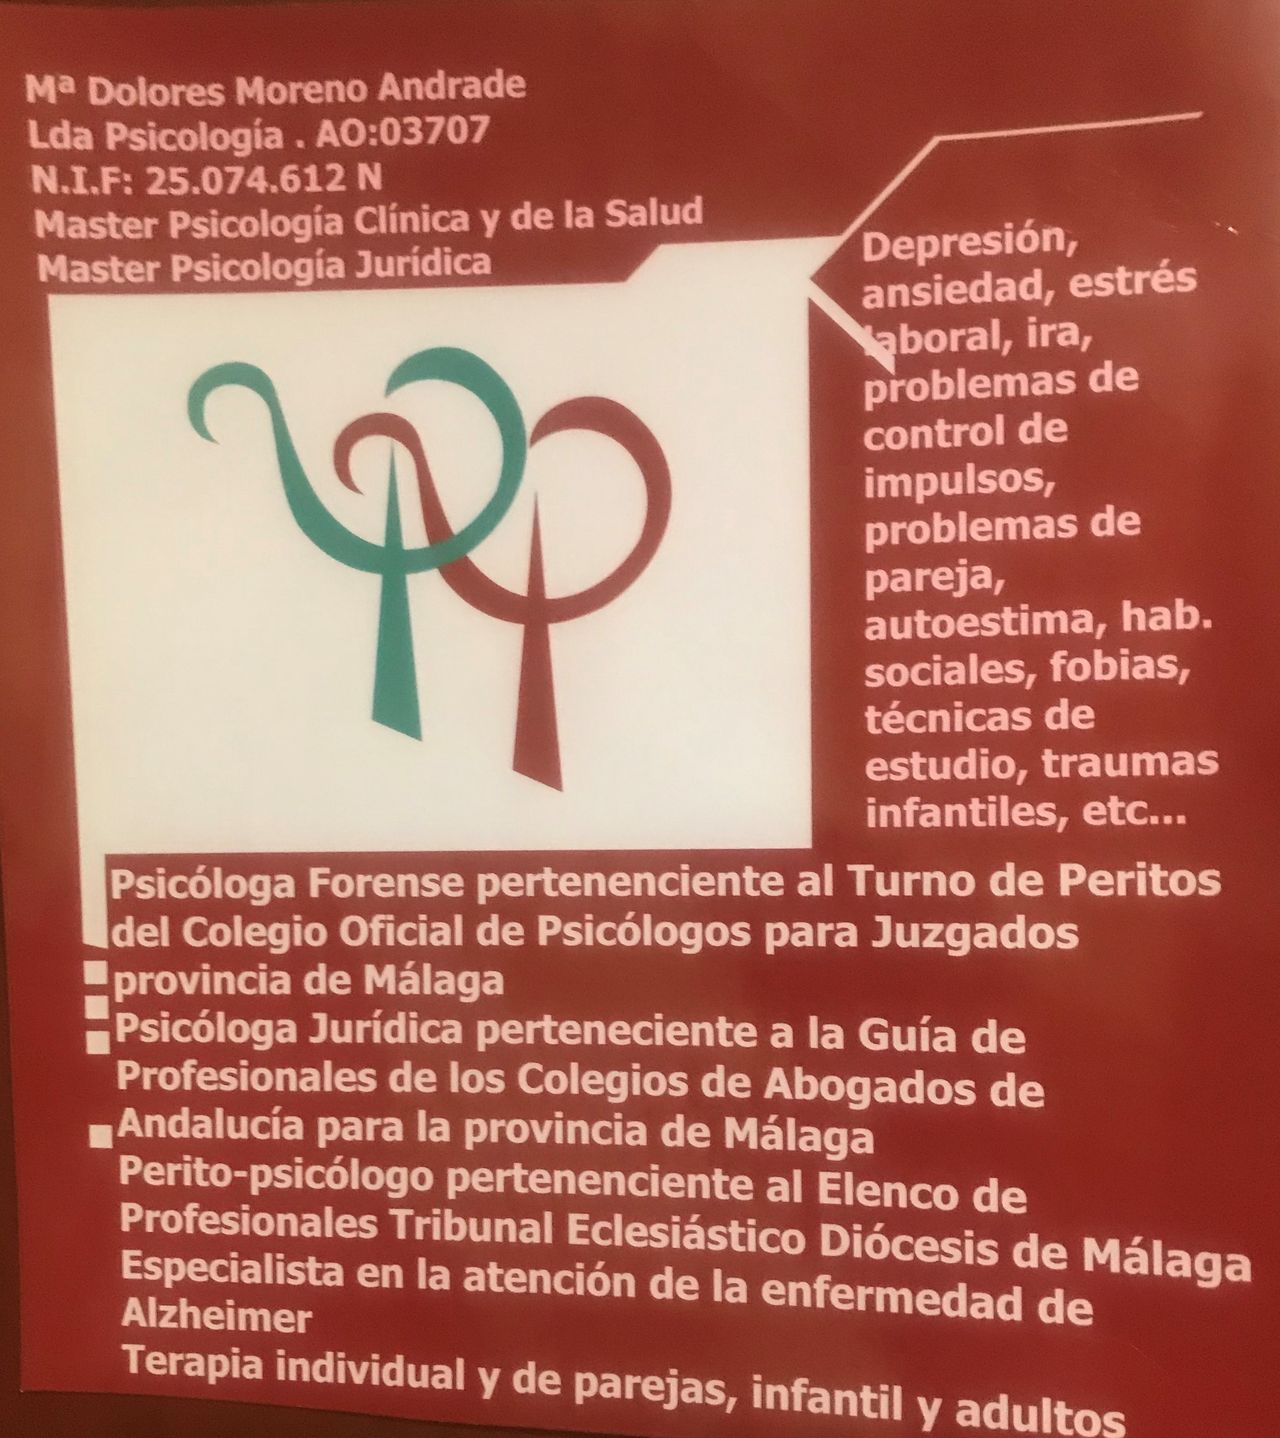 Mª Dolores Moreno Andrade
Lda Psicología . AO:03707
N.I.F: 25.074.612 N
Master Psicología Clínica y de la Salud
Master Psicología Jurídica
Depresión,
ansiedad, estrés
laboral, ira,
problemas de
control de
impulsos,
problemas de
pareja,
autoestima, hab.
sociales, fobias,
técnicas de
estudio, traumas
infantiles, etc...
Psicóloga Forense pertenenciente al Turno de Peritos
del Colegio Oficial de Psicólogos para Juzgados
provincia de Málaga
Psicóloga Jurídica perteneciente a la Guía de
Profesionales de los Colegios de Abogados de
Andalucía para la provincia de Málaga
Perito-psicólogo pertenenciente al Elenco de
Profesionales Tribunal Eclesiástico Diócesis de Málaga
Especialista en la atención de la enfermedad de
Alzheimer
Terapia individual y de parejas, infantil y adultos